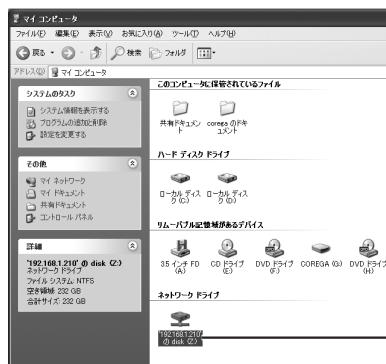 マイ コンピュータ
ファイル(F) 編集(E) 表示(V) お気に入り(A) ツール(T) ヘルプ(H)
戻る 検索 フォルダ
アドレス(D) マイ コンピュータ
システムのタスク
システム情報を表示する
プログラムの追加と削除
設定を変更する
その他
マイ ネットワーク
マイ ドキュメント
共有ドキュメント
コントロール パネル
詳細
'192.168.1.210' の disk (Z:)
ネットワーク ドライブ
ファイル システム: NTFS
空き領域: 232 GB
合計サイズ: 232 GB
このコンピュータに保管されているファイル
共有ドキュメン
ト
corega のドキ
ュメント
ハード ディスク ドライブ
ローカル ディス
ク (C:)
ローカル ディス
ク (D:)
リムーバブル記憶域があるデバイス
3.5 インチ FD
(A:)
CD ドライブ
(E:)
DVD ドライブ
(F:)
COREGA (G:)
DVD ドライブ
(H:)
ネットワーク ドライブ
'192.168.1.210'
の disk (Z:)